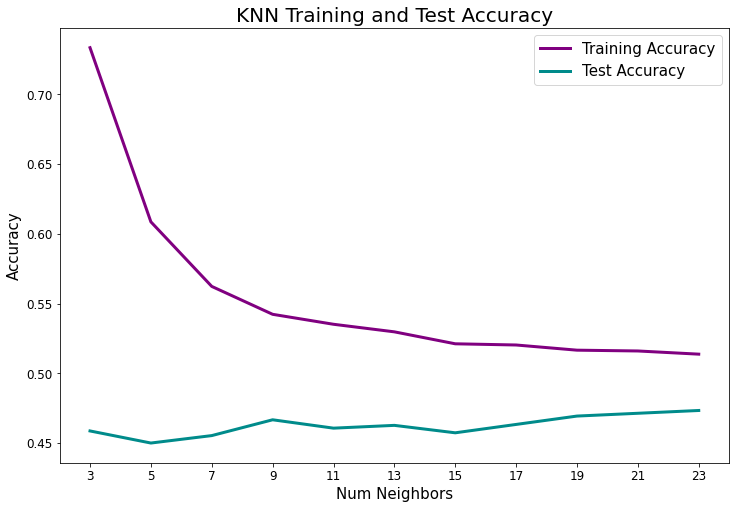 KNN Training and Test Accuracy
Training Accuracy
Test Accuracy
Accuracy
0.70
0.65
0.60
0.55
0.50
0.45
3 5 7 9 11 13 15 17 19 21 23
Num Neighbors